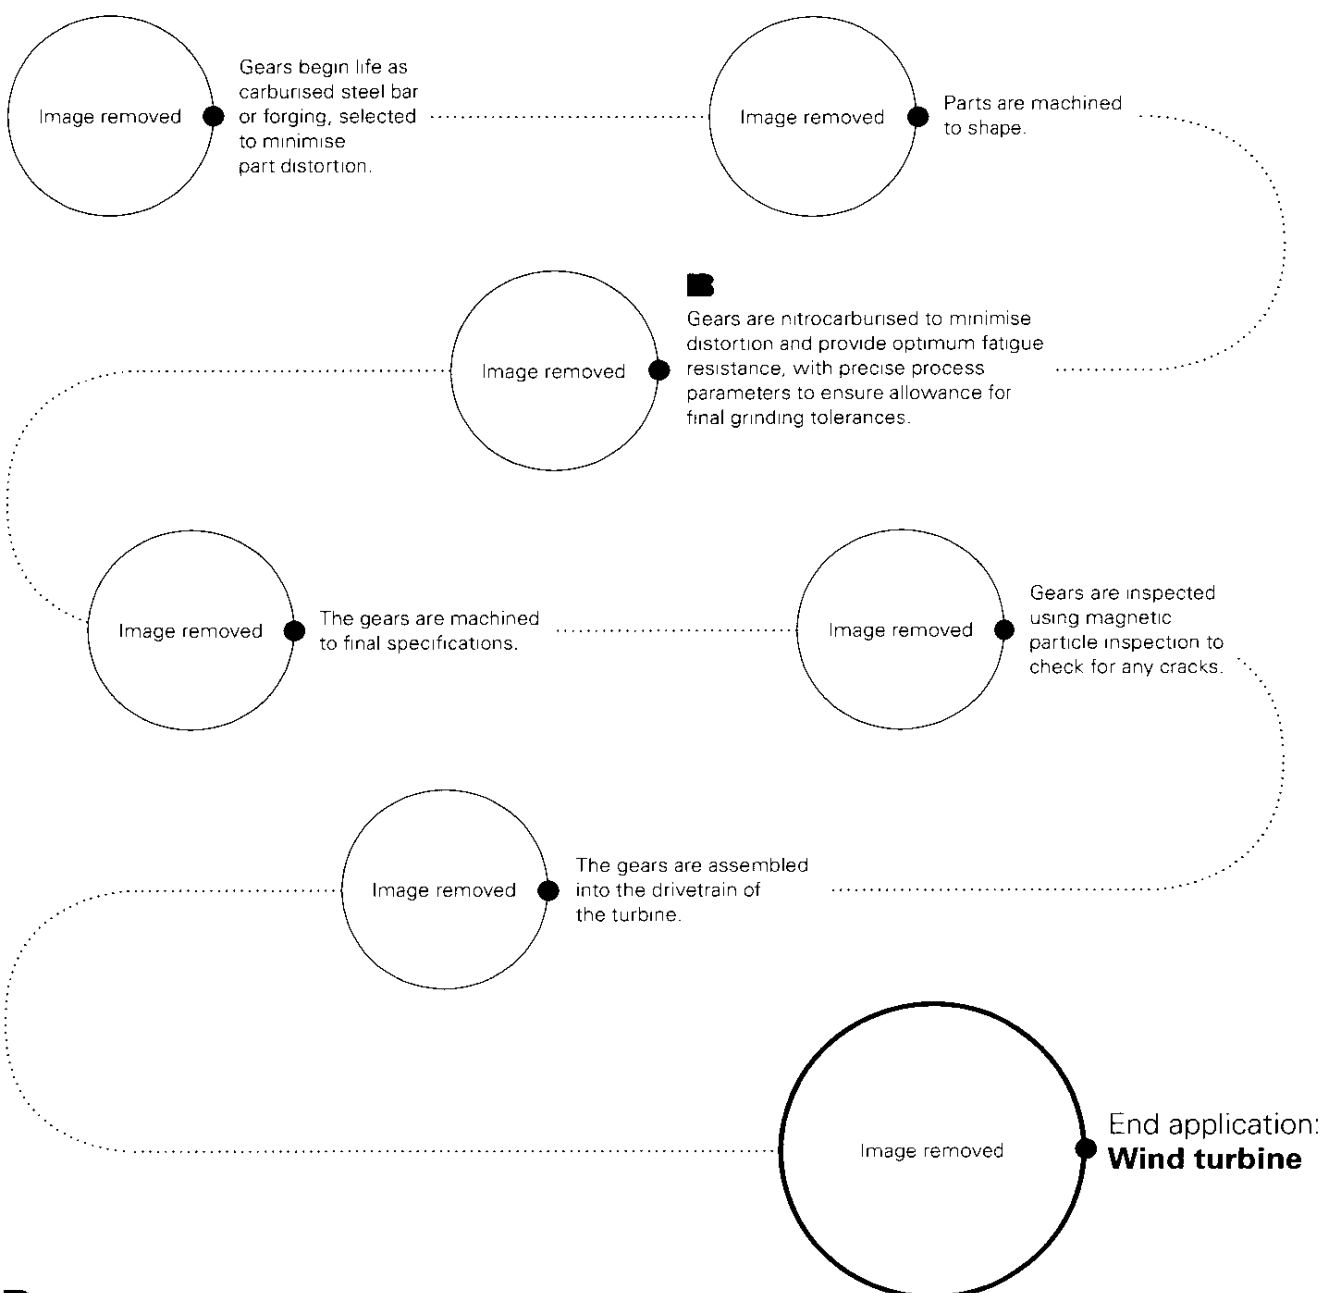 Image removed
Gears begin life as
carburised steel bar
or forging, selected
to minimise
part distortion.
Image removed
Parts are machined
to shape.
Image removed
Gears are nitrocarburised to minimise
distortion and provide optimum fatigue
resistance, with precise process
parameters to ensure allowance for
final grinding tolerances.
Image removed
The gears are machined
to final specifications.
Image removed
Gears are inspected
using magnetic
particle inspection to
check for any cracks.
Image removed
The gears are assembled
into the drivetrain of
the turbine.
Image removed
End application:
Wind turbine